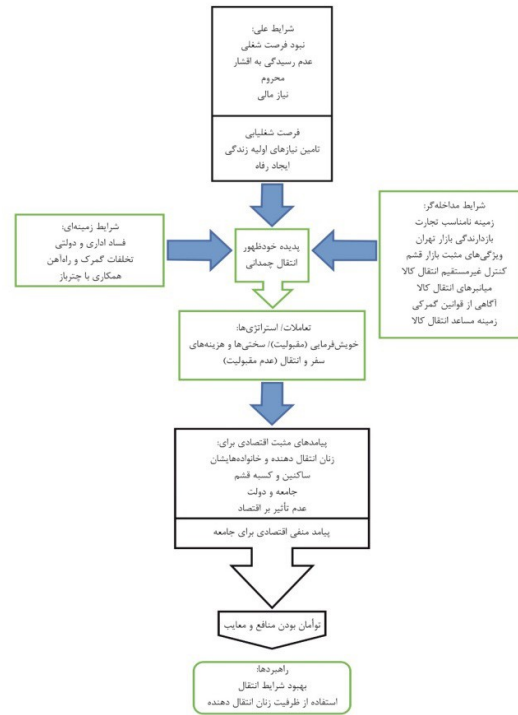 شرایط علی:
نبود فرصت شغلی
عدم رسیدگی به اقشار
محروم
نیاز مالی
فرصت شغلیابی
تامین نیازهای اولیه زندگی
ایجاد رفاه
شرایط مداخله‌گر:
زمینه نامناسب تجارت
بازدارندگی بازار تهران
ویژگی‌های مثبت بازار قشم
کنترل غیرمستقیم انتقال کالا
میانبرهای انتقال کالا
آگاهی از قوانین گمرکی
زمینه مساعد انتقال کالا
پدیده خودظهور
انتقال چمدانی
شرایط زمینه‌ای:
فساد اداری و دولتی
تخلفات گمرک و راه‌آهن
همکاری با چترباز
تعاملات/ استراتژی‌ها:
خویش‌فرمایی (مقبولیت)/ سختی‌ها و هزینه‌های
سفر و انتقال (عدم مقبولیت)
پیامدهای مثبت اقتصادی برای:
زنان انتقال دهنده و خانواده‌هایشان
ساکنین و کسبه قشم
جامعه و دولت
عدم تأثیر بر اقتصاد
پیامد منفی اقتصادی برای جامعه
توأمان بودن منافع و معایب
راهبردها:
بهبود شرایط انتقال
استفاده از ظرفیت زنان انتقال دهنده